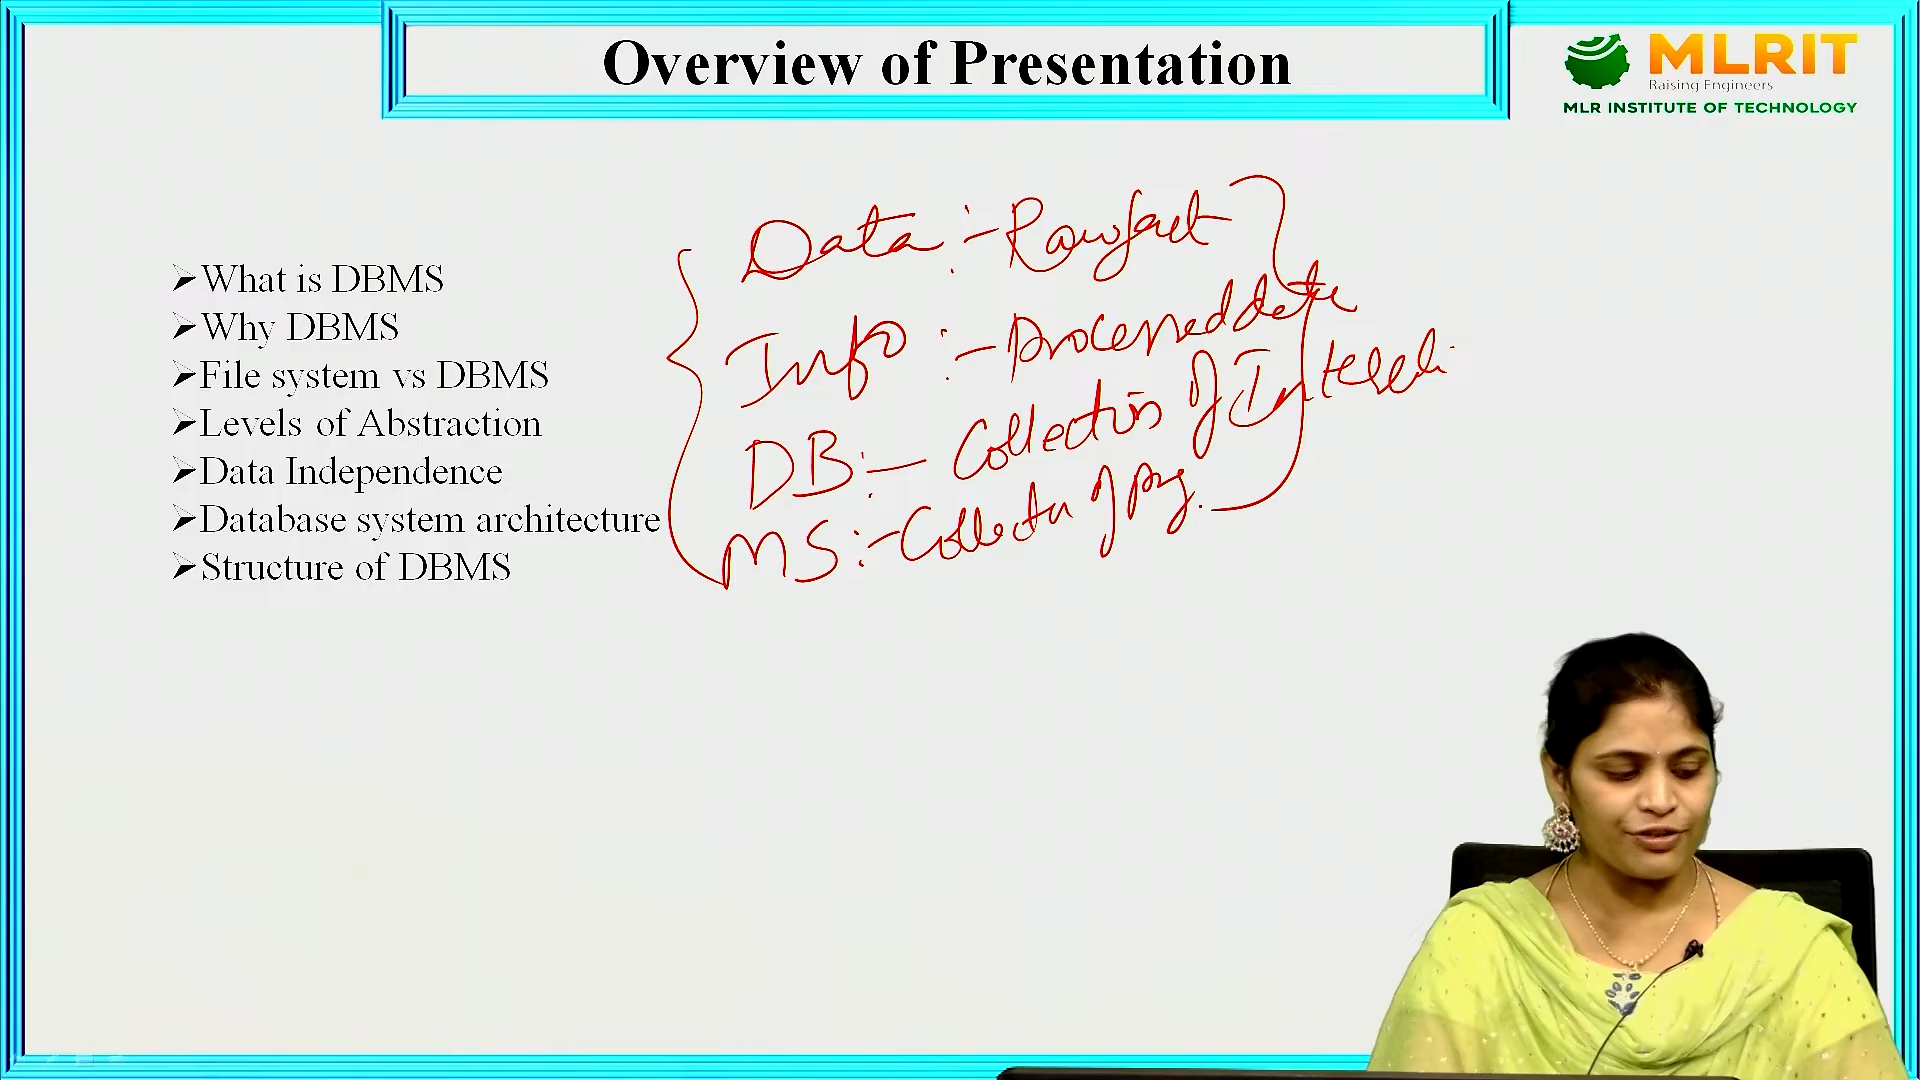 Overview of Presentation
MLRIT
Raising Engineers
MLR INSTITUTE OF TECHNOLOGY
➢What is DBMS
➢Why DBMS
➢File system vs DBMS
➢Levels of Abstraction
➢Data Independence
➢Database system architecture
➢Structure of DBMS
Data :- Rawfact
Info :- Processed data
DB :- Collection of
MS :- Collection of prg.